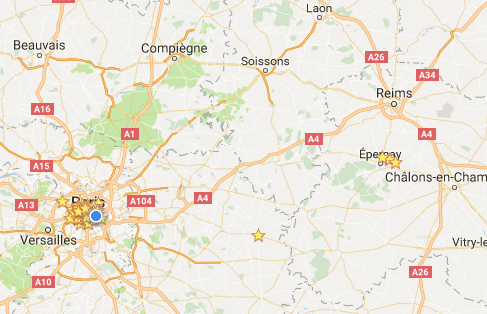 Laon
Beauvais
Compiègne
Soissons
A26
A34
Reims
A16
A1
A4
A4
Épernay
A15
Châlons-en-Cham
A13
Paris
A104
A4
Versailles
Vitry-le
A26
A10